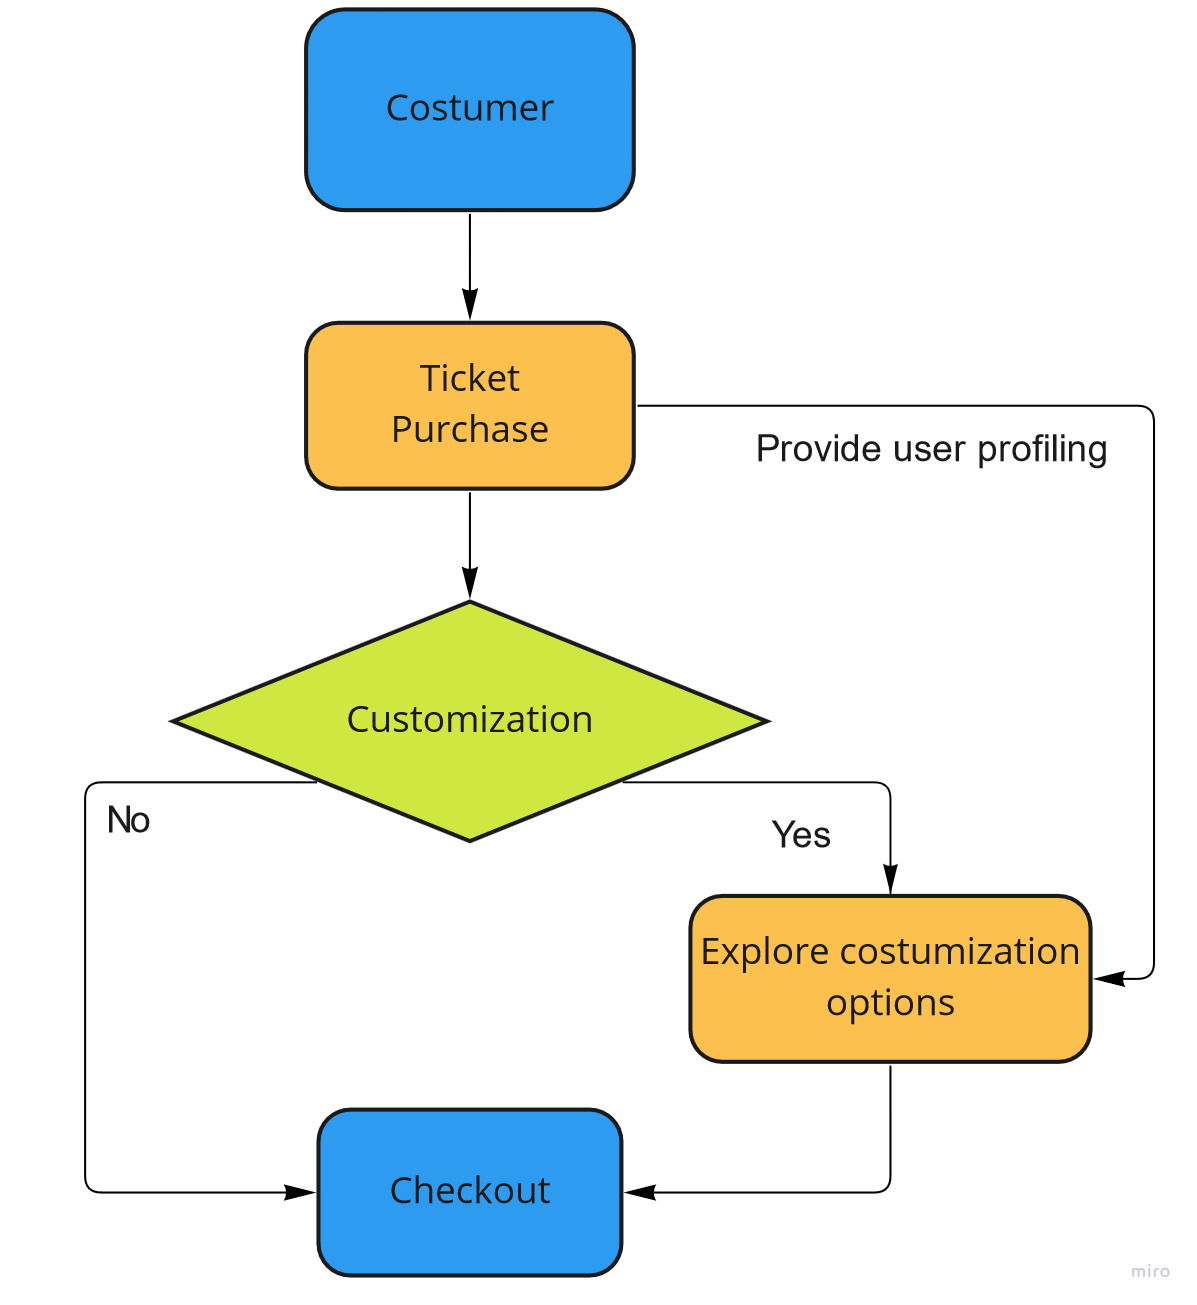 Costumer
Ticket
Purchase
Provide user profiling
Customization
No
Yes
Explore costumization
options
Checkout
miro